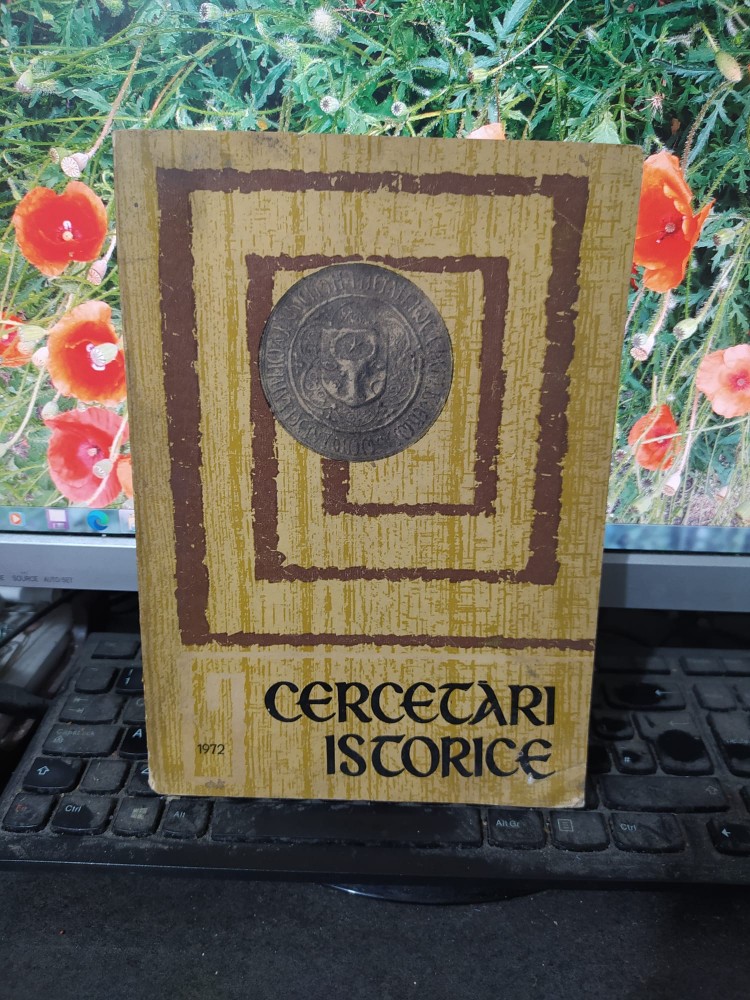 SOURCE AUTO/SET
CERCETĂRI
1972
ISTORICE
Ctrl
Alt
Alt Gr
Ctrl